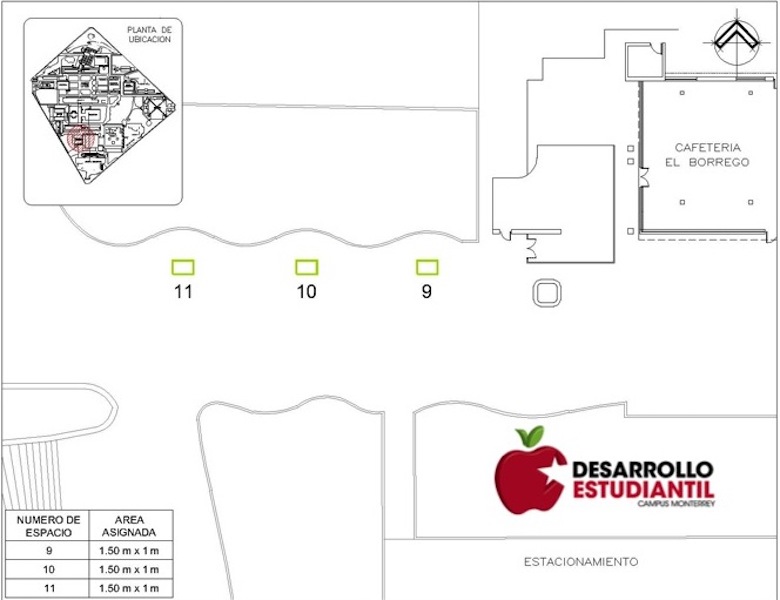 PLANTA DE
UBICACION
CAFETERIA
EL BORREGO
11
10
9
DESARROLLO
ESTUDIANTIL
CAMPUS MONTERREY
NUMERO DE ESPACIO AREA ASIGNADA
9 1.50 m x 1 m
10 1.50 m x 1 m
11 1.50 m x 1 m
ESTACIONAMIENTO